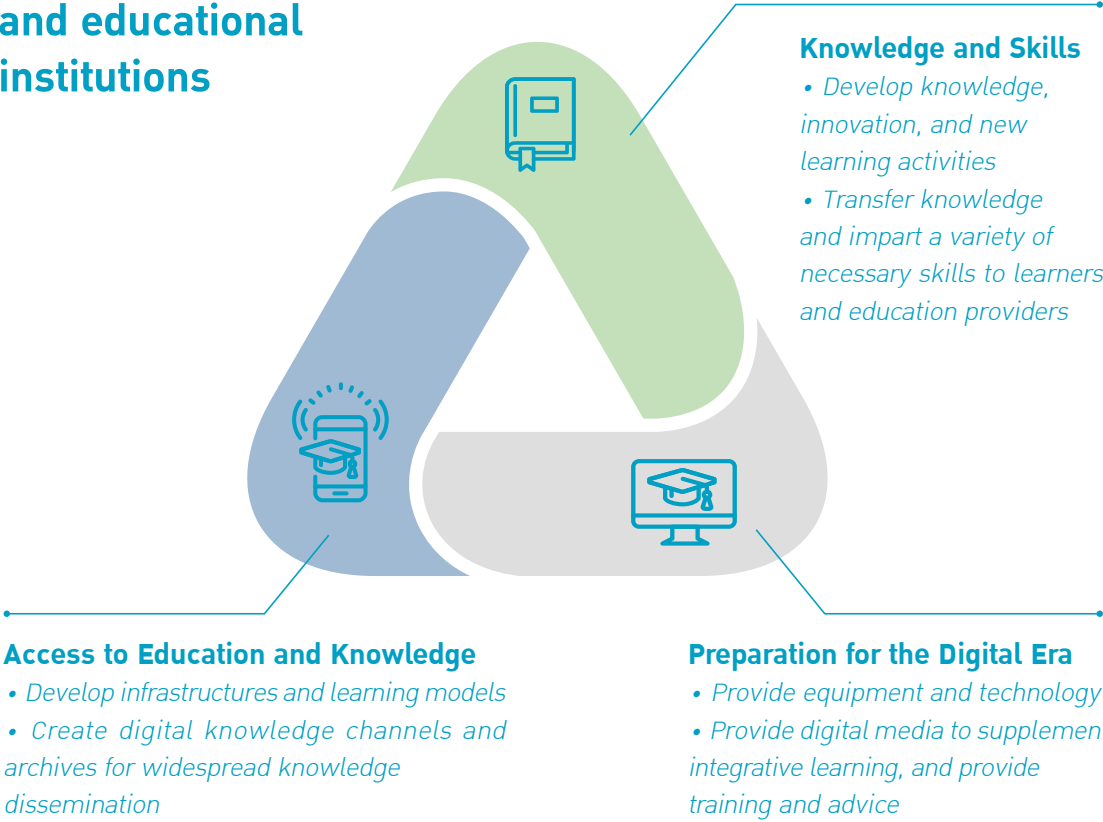 and educational
institutions
Knowledge and Skills
• Develop knowledge,
innovation, and new
learning activities
• Transfer knowledge
and impart a variety of
necessary skills to learners
and education providers
Access to Education and Knowledge
• Develop infrastructures and learning models
• Create digital knowledge channels and
archives for widespread knowledge
dissemination
Preparation for the Digital Era
• Provide equipment and technology
• Provide digital media to supplemen
integrative learning, and provide
training and advice